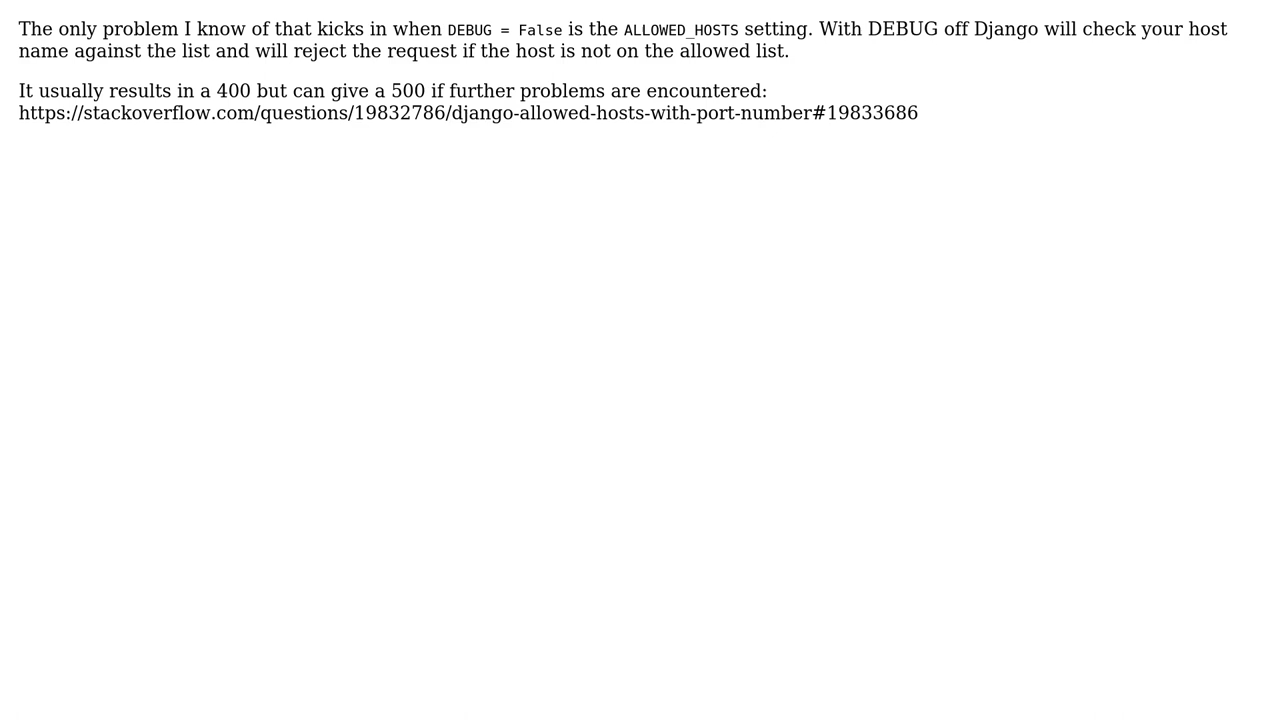 The only problem I know of that kicks in when DEBUG = False is the ALLOWED_HOSTS setting. With DEBUG off Django will check your host
name against the list and will reject the request if the host is not on the allowed list.
It usually results in a 400 but can give a 500 if further problems are encountered:
https://stackoverflow.com/questions/19832786/django-allowed-hosts-with-port-number#19833686